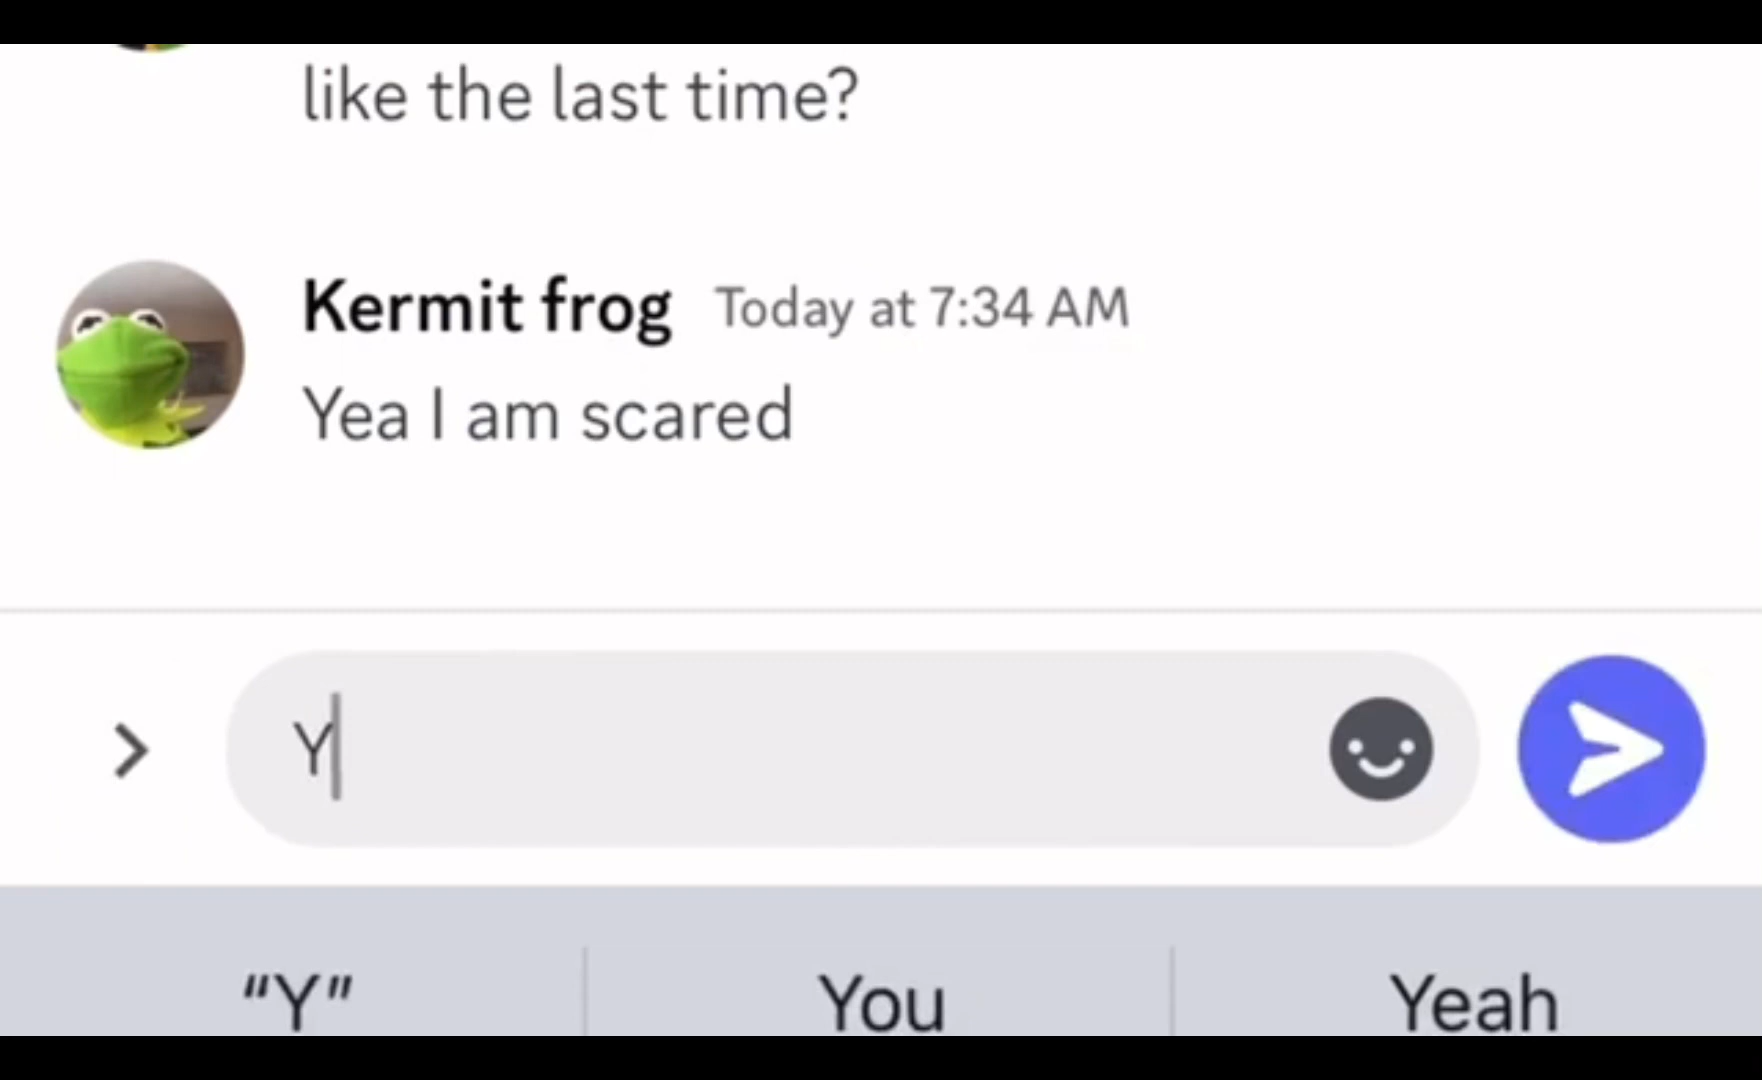 like the last time?
Kermit frog Today at 7:34 AM
Yea I am scared
Y
“Y” You Yeah